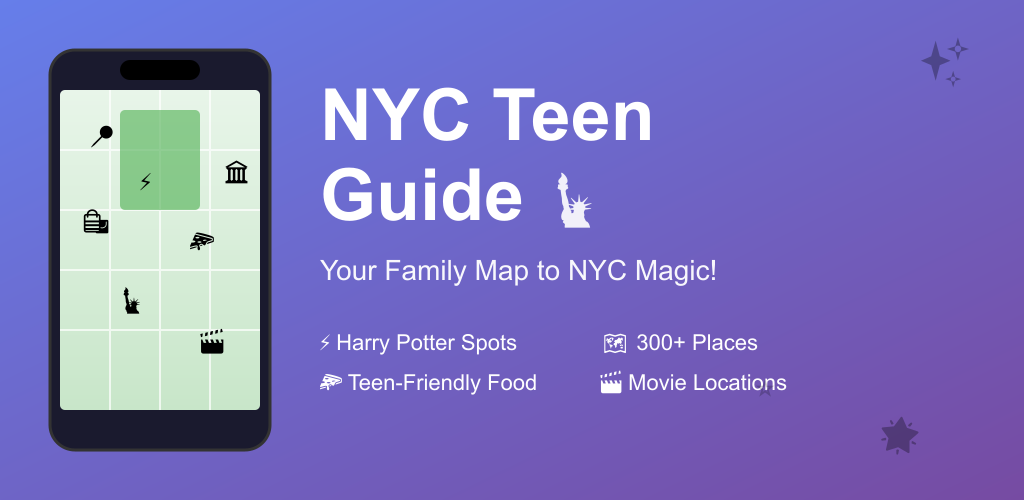 NYC Teen
Guide 🗽
Your Family Map to NYC Magic!
⚡ Harry Potter Spots
🗺 300+ Places
🍕 Teen-Friendly Food
🎬 Movie Locations